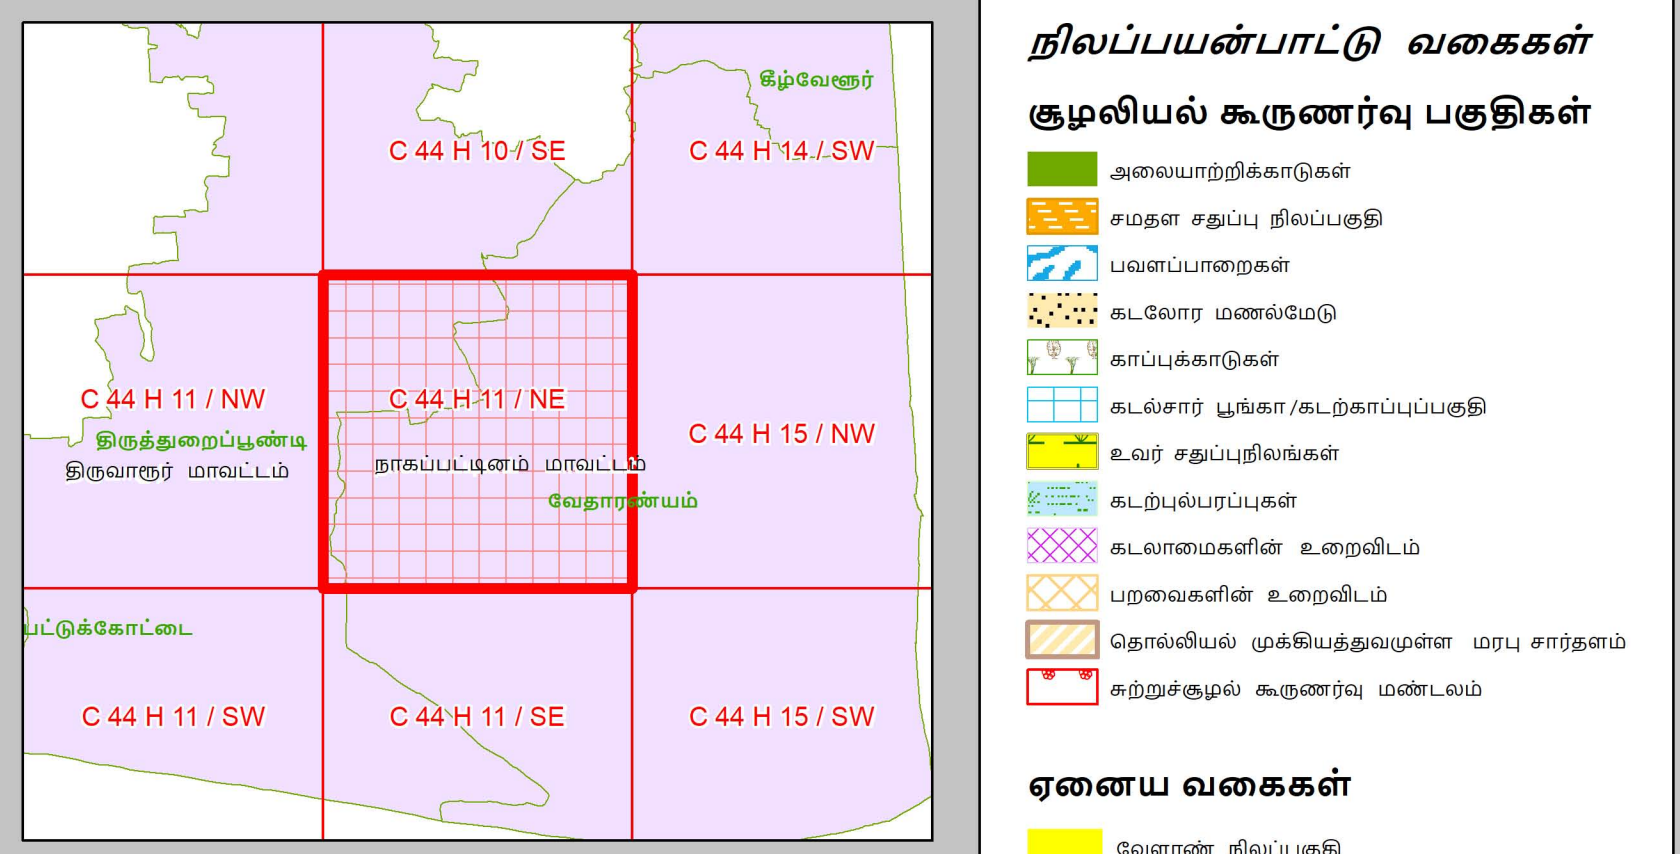 கீழ்வேளூர்
C 44 H 10 / SE
C 44 H 14 / SW
C 44 H 11 / NW
C 44 H 11 / NE
C 44 H 15 / NW
திருத்துறைப்பூண்டி
திருவாரூர் மாவட்டம்
நாகப்பட்டினம் மாவட்டம்
வேதாரண்யம்
பட்டுக்கோட்டை
C 44 H 11 / SW
C 44 H 11 / SE
C 44 H 15 / SW
நிலப்பயன்பாட்டு வகைகள்
சூழலியல் கூருணர்வு பகுதிகள்
அலையாற்றிக்காடுகள்
சமதள சதுப்பு நிலப்பகுதி
பவளப்பாறைகள்
கடலோர மணல்மேடு
காப்புக்காடுகள்
கடல்சார் பூங்கா /கடற்காப்புப்பகுதி
உவர் சதுப்புநிலங்கள்
கடற்புல்பரப்புகள்
கடலாமைகளின் உறைவிடம்
பறவைகளின் உறைவிடம்
தொல்லியல் முக்கியத்துவமுள்ள மரபு சார்தளம்
சுற்றுச்சூழல் கூருணர்வு மண்டலம்
ஏனைய வகைகள்
வேளாண் நிலப்பகுதி